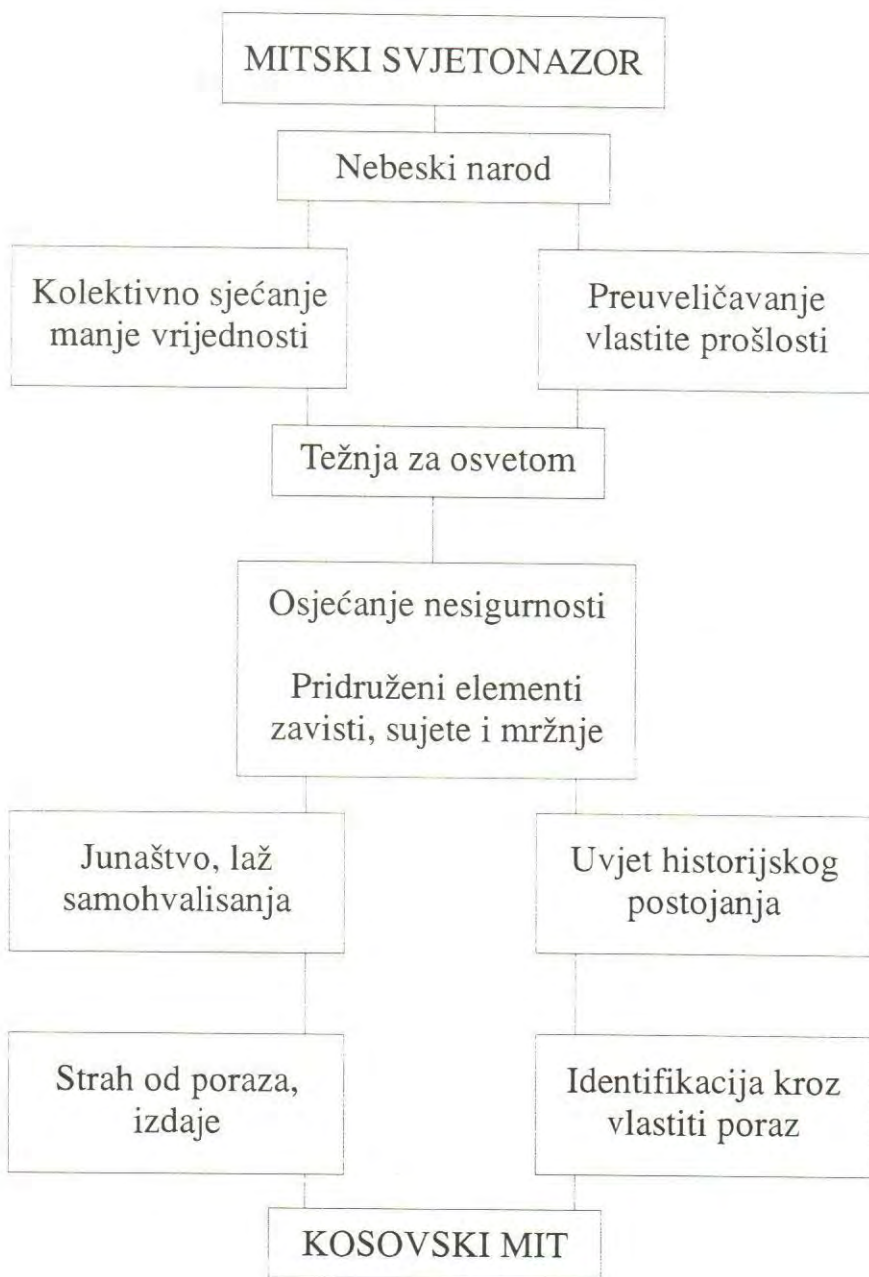 MITSKI SVJETONAZOR
Nebeski narod
Kolektivno sjećanje
manje vrijednosti
Preuveličavanje
vlastite prošlosti
Težnja za osvetom
Osjećanje nesigurnosti
Pridruženi elementi
zavisti, sujete i mržnje
Junaštvo, laž
samohvalisanja
Uvjet historijskog
postojanja
Strah od poraza,
izdaje
Identifikacija kroz
vlastiti poraz
KOSOVSKI MIT